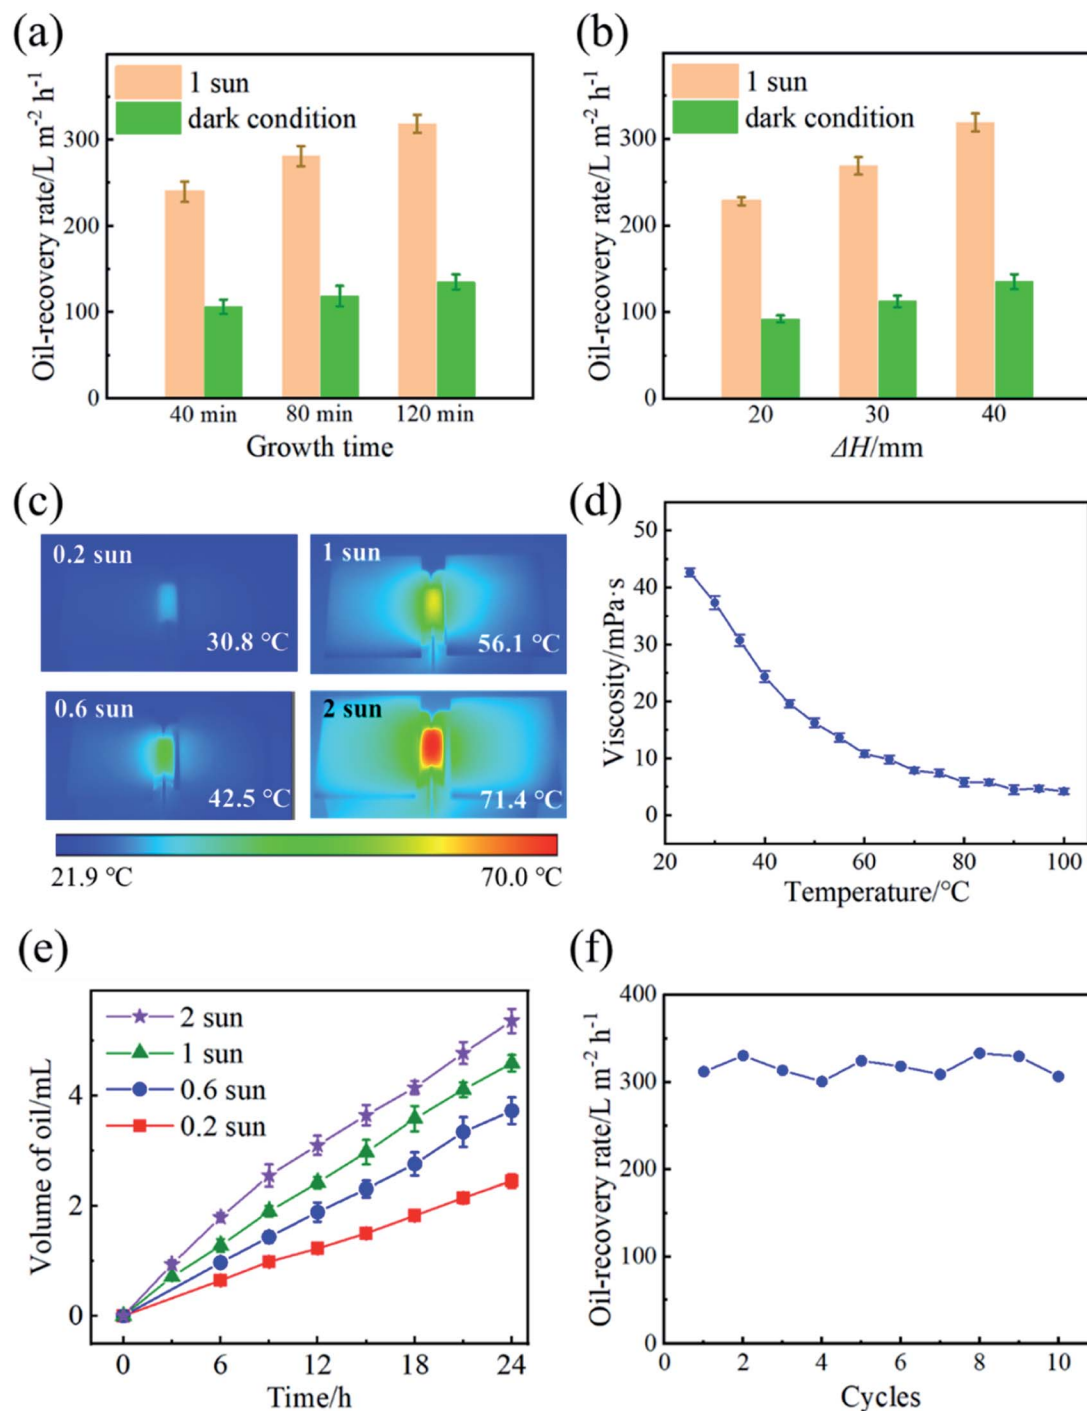 (a)
Oil-recovery rate/L m⁻² h⁻¹
300
200
100
0
1 sun
dark condition
40 min
80 min
120 min
Growth time
(b)
Oil-recovery rate/L m⁻² h⁻¹
300
200
100
0
1 sun
dark condition
20
30
40
ΔH/mm
(c)
0.2 sun
30.8 °C
1 sun
56.1 °C
0.6 sun
42.5 °C
2 sun
71.4 °C
21.9 °C
70.0 °C
(d)
Viscosity/mPa·s
50
40
30
20
10
0
20
40
60
80
100
Temperature/°C
(e)
Volume of oil/mL
4
2
0
2 sun
1 sun
0.6 sun
0.2 sun
0
6
12
18
24
Time/h
(f)
Oil-recovery rate/L m⁻² h⁻¹
400
300
200
100
0
0
2
4
6
8
10
Cycles